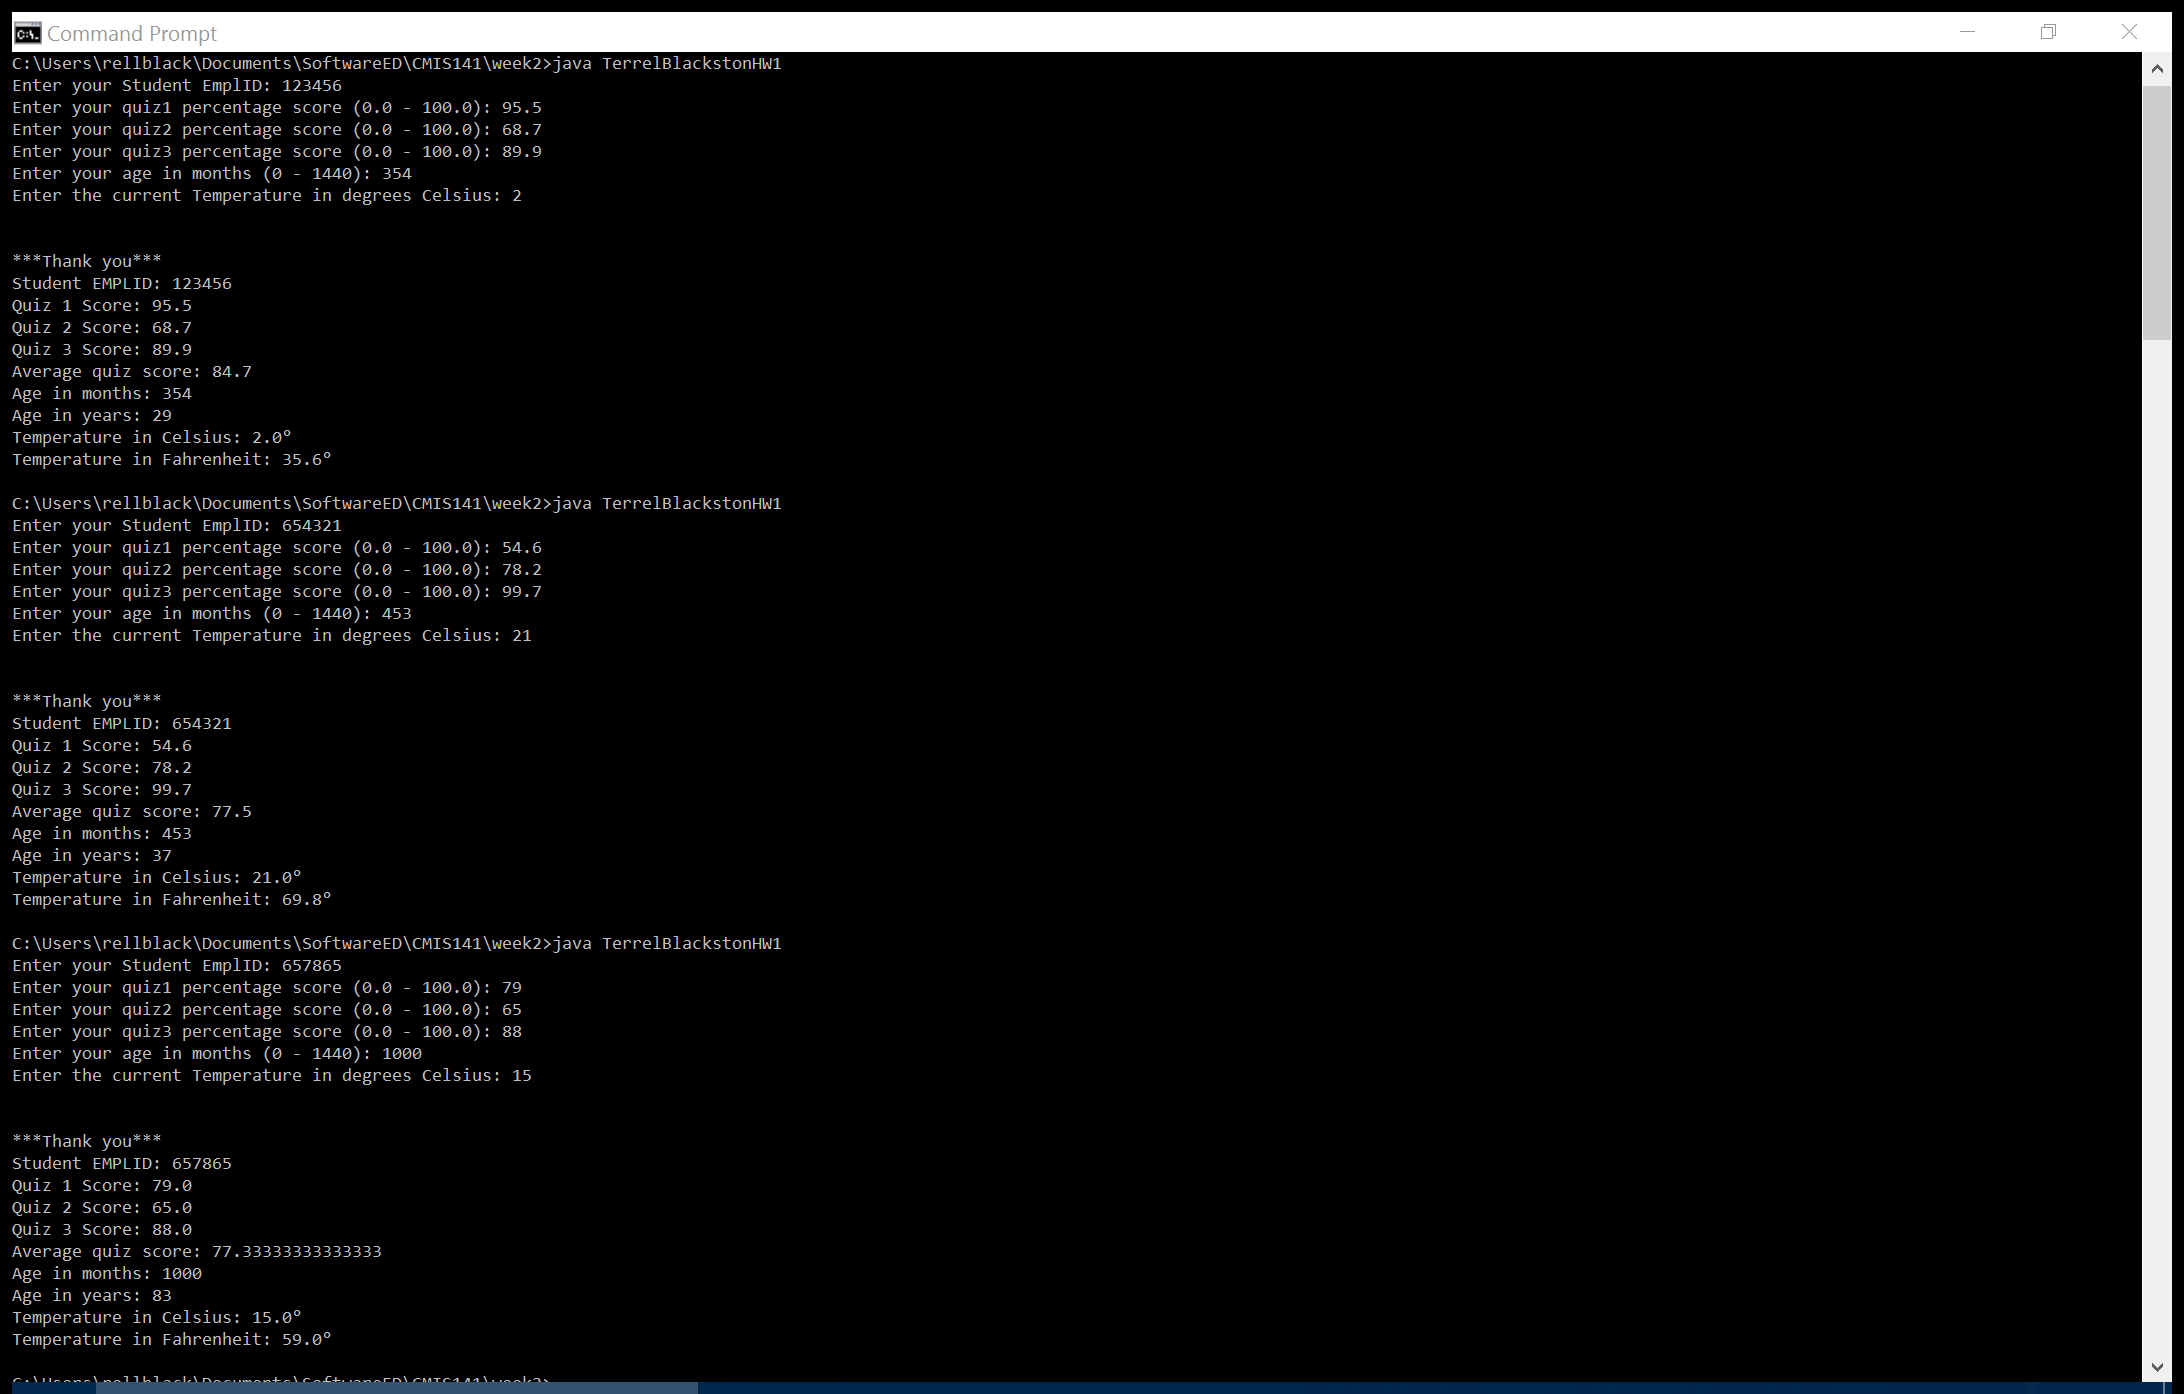 Command Prompt
C:\Users\rellblack\Documents\SoftwareED\CMIS141\week2>java TerrelBlackstonHW1
Enter your Student EmplID: 123456
Enter your quiz1 percentage score (0.0 - 100.0): 95.5
Enter your quiz2 percentage score (0.0 - 100.0): 68.7
Enter your quiz3 percentage score (0.0 - 100.0): 89.9
Enter your age in months (0 - 1440): 354
Enter the current Temperature in degrees Celsius: 2
***Thank you***
Student EMPLID: 123456
Quiz 1 Score: 95.5
Quiz 2 Score: 68.7
Quiz 3 Score: 89.9
Average quiz score: 84.7
Age in months: 354
Age in years: 29
Temperature in Celsius: 2.0º
Temperature in Fahrenheit: 35.6º
C:\Users\rellblack\Documents\SoftwareED\CMIS141\week2>java TerrelBlackstonHW1
Enter your Student EmplID: 654321
Enter your quiz1 percentage score (0.0 - 100.0): 54.6
Enter your quiz2 percentage score (0.0 - 100.0): 78.2
Enter your quiz3 percentage score (0.0 - 100.0): 99.7
Enter your age in months (0 - 1440): 453
Enter the current Temperature in degrees Celsius: 21
***Thank you***
Student EMPLID: 654321
Quiz 1 Score: 54.6
Quiz 2 Score: 78.2
Quiz 3 Score: 99.7
Average quiz score: 77.5
Age in months: 453
Age in years: 37
Temperature in Celsius: 21.0º
Temperature in Fahrenheit: 69.8º
C:\Users\rellblack\Documents\SoftwareED\CMIS141\week2>java TerrelBlackstonHW1
Enter your Student EmplID: 657865
Enter your quiz1 percentage score (0.0 - 100.0): 79
Enter your quiz2 percentage score (0.0 - 100.0): 65
Enter your quiz3 percentage score (0.0 - 100.0): 88
Enter your age in months (0 - 1440): 1000
Enter the current Temperature in degrees Celsius: 15
***Thank you***
Student EMPLID: 657865
Quiz 1 Score: 79.0
Quiz 2 Score: 65.0
Quiz 3 Score: 88.0
Average quiz score: 77.33333333333333
Age in months: 1000
Age in years: 83
Temperature in Celsius: 15.0º
Temperature in Fahrenheit: 59.0º
C:\Users\rellblack\Documents\SoftwareED\CMIS141\week2>